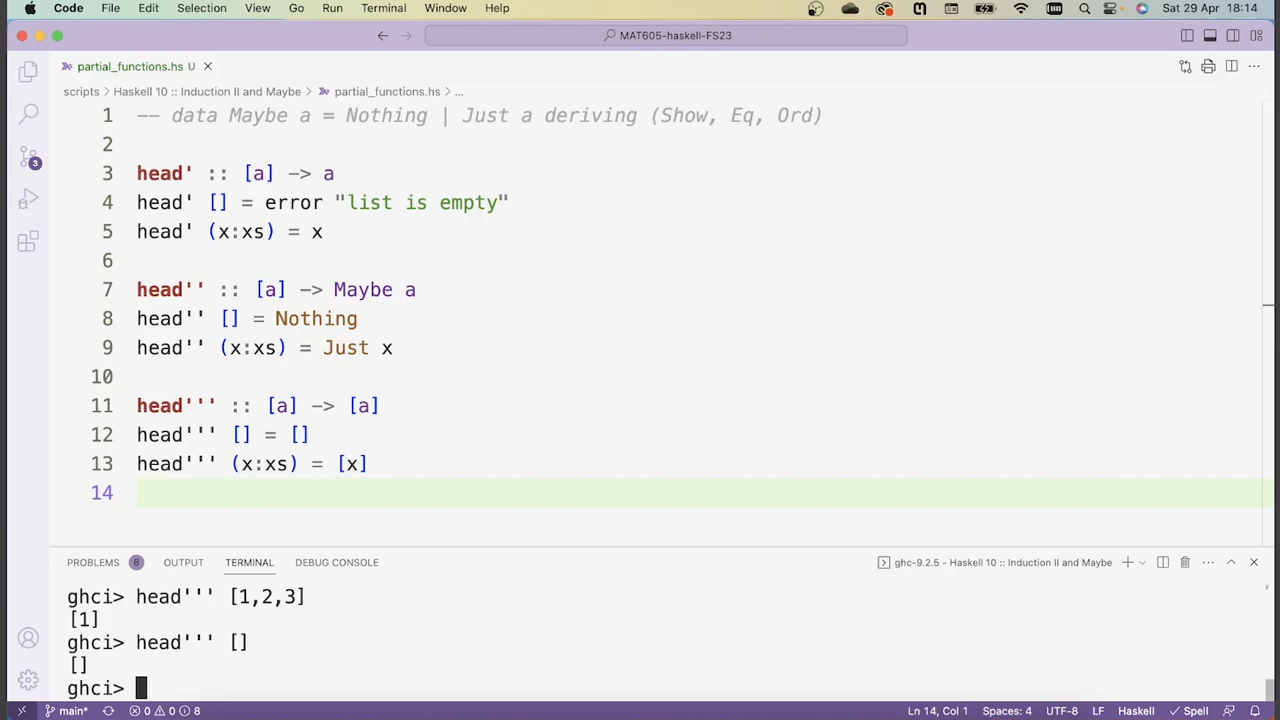 Code File Edit Selection View Go Run Terminal Window Help Sat 29 Apr 18:14
MAT605-haskell-FS23
partial_functions.hs U
scripts > Haskell 10 :: Induction II and Maybe > partial_functions.hs > ...
1 -- data Maybe a = Nothing | Just a deriving (Show, Eq, Ord)
2
3 head' :: [a] -> a
4 head' [] = error "list is empty"
5 head' (x:xs) = x
6
7 head'' :: [a] -> Maybe a
8 head'' [] = Nothing
9 head'' (x:xs) = Just x
10
11 head''' :: [a] -> [a]
12 head''' [] = []
13 head''' (x:xs) = [x]
14
PROBLEMS 8 OUTPUT TERMINAL DEBUG CONSOLE ghc-9.2.5 - Haskell 10 :: Induction II and Maybe
ghci> head''' [1,2,3]
[1]
ghci> head''' []
[]
ghci>
3
main* 0 0 8 Ln 14, Col 1 Spaces: 4 UTF-8 LF Haskell Spell